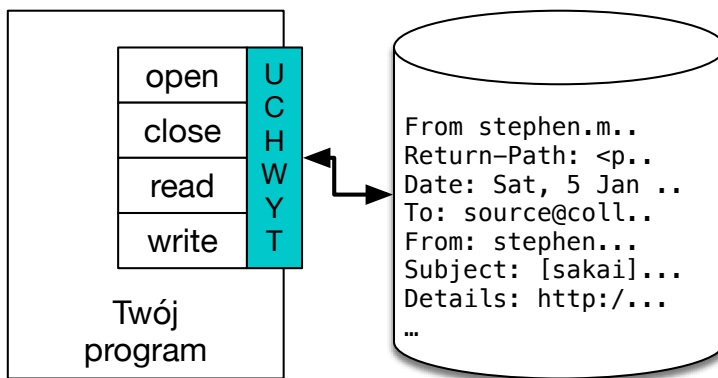 open
close
read
write
U
C
H
W
Y
T
Twój
program
From stephen.m..
Return–Path: <p..
Date: Sat, 5 Jan ..
To: source@coll..
From: stephen...
Subject: [sakai]...
Details: http:/...
…